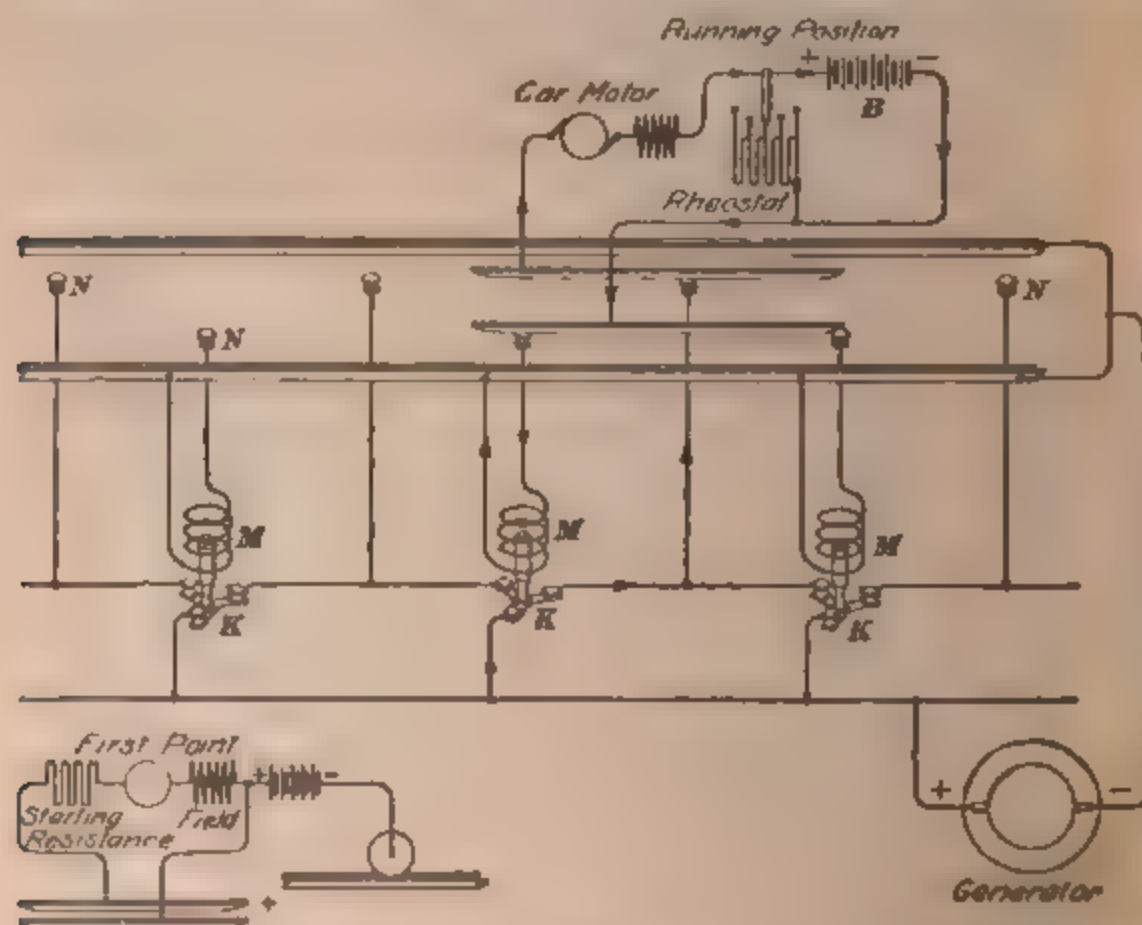 Running Position
Car Motor
+ −
B
Rheostat
N
N
N
M
M
M
K
K
K
First Point
+ −
Starting
Resistance
Field
+
+ −
Generator